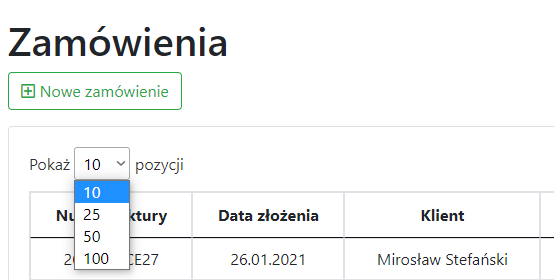 Zamówienia
Nowe zamówienie
Pokaż 10 pozycji
10
25
50
100
Data złożenia Klient
26.01.2021 Mirosław Stefański